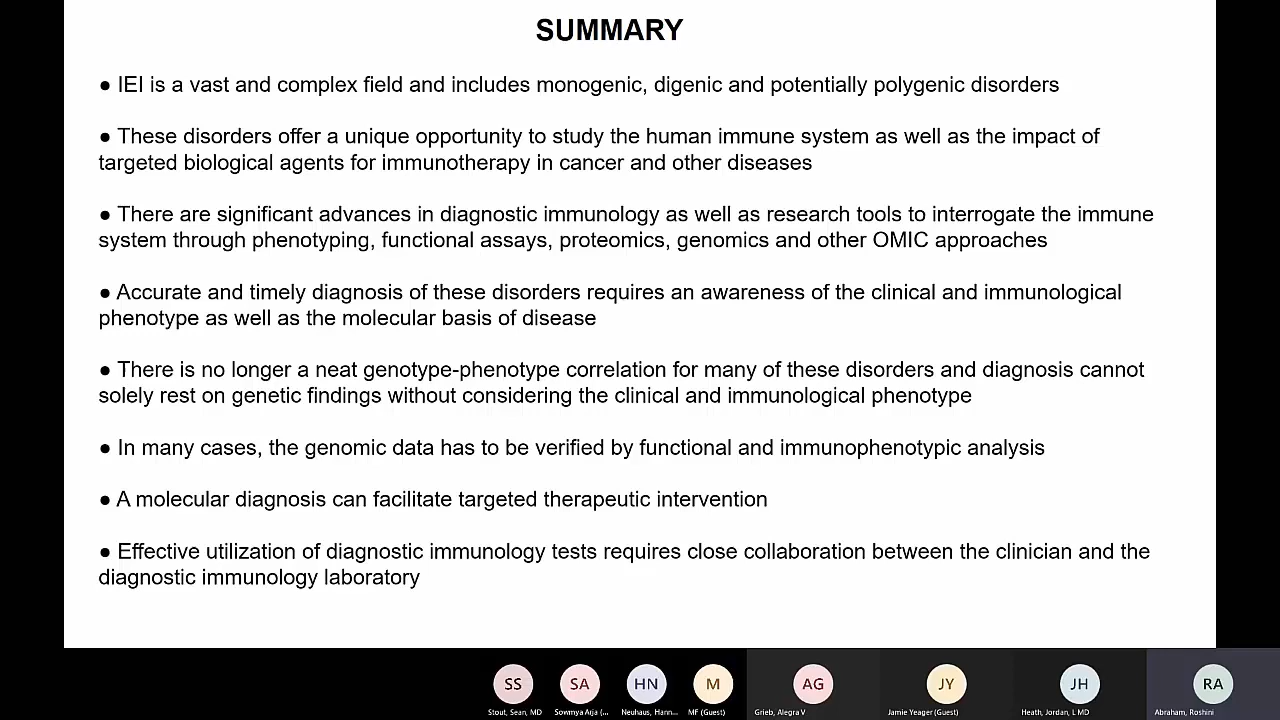 SUMMARY
● IEI is a vast and complex field and includes monogenic, digenic and potentially polygenic disorders
● These disorders offer a unique opportunity to study the human immune system as well as the impact of
targeted biological agents for immunotherapy in cancer and other diseases
● There are significant advances in diagnostic immunology as well as research tools to interrogate the immune
system through phenotyping, functional assays, proteomics, genomics and other OMIC approaches
● Accurate and timely diagnosis of these disorders requires an awareness of the clinical and immunological
phenotype as well as the molecular basis of disease
● There is no longer a neat genotype-phenotype correlation for many of these disorders and diagnosis cannot
solely rest on genetic findings without considering the clinical and immunological phenotype
● In many cases, the genomic data has to be verified by functional and immunophenotypic analysis
● A molecular diagnosis can facilitate targeted therapeutic intervention
● Effective utilization of diagnostic immunology tests requires close collaboration between the clinician and the
diagnostic immunology laboratory
SS SA HN M AG JY JH RA
Stout, Sean, MD Sowmya Arja (... Neuhaus, Hann... MF (Guest) Grieb, Alegra V Jamie Yeager (Guest) Heath, Jordan, L MD Abraham, Roshini